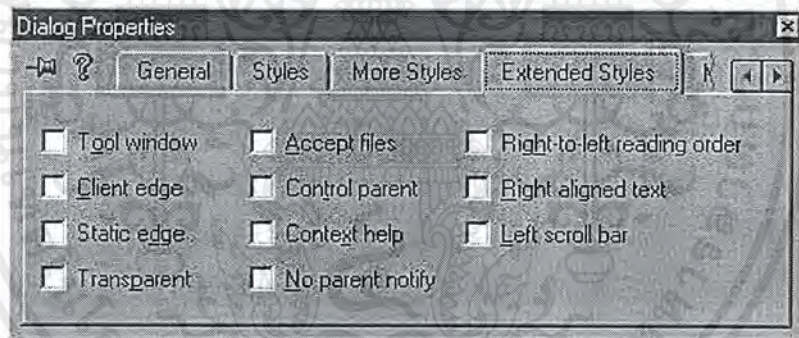 Dialog Properties
General Styles More Styles Extended Styles
Tool window Accept files Right-to-left reading order
Client edge Control parent Right aligned text
Static edge Context help Left scroll bar
Transparent No parent notify